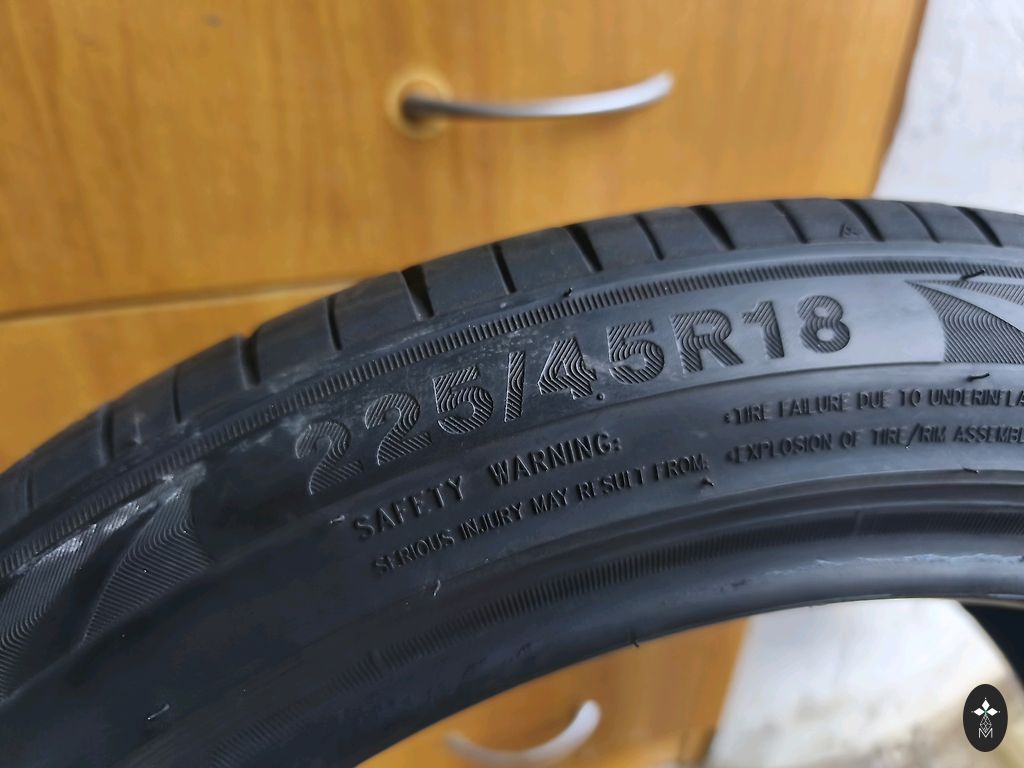 225/45R18
SAFETY WARNING:
SERIOUS INJURY MAY RESULT FROM:
•TIRE FAILURE DUE TO UNDERINFLA
•EXPLOSION OF TIRE/RIM ASSEMBL
M